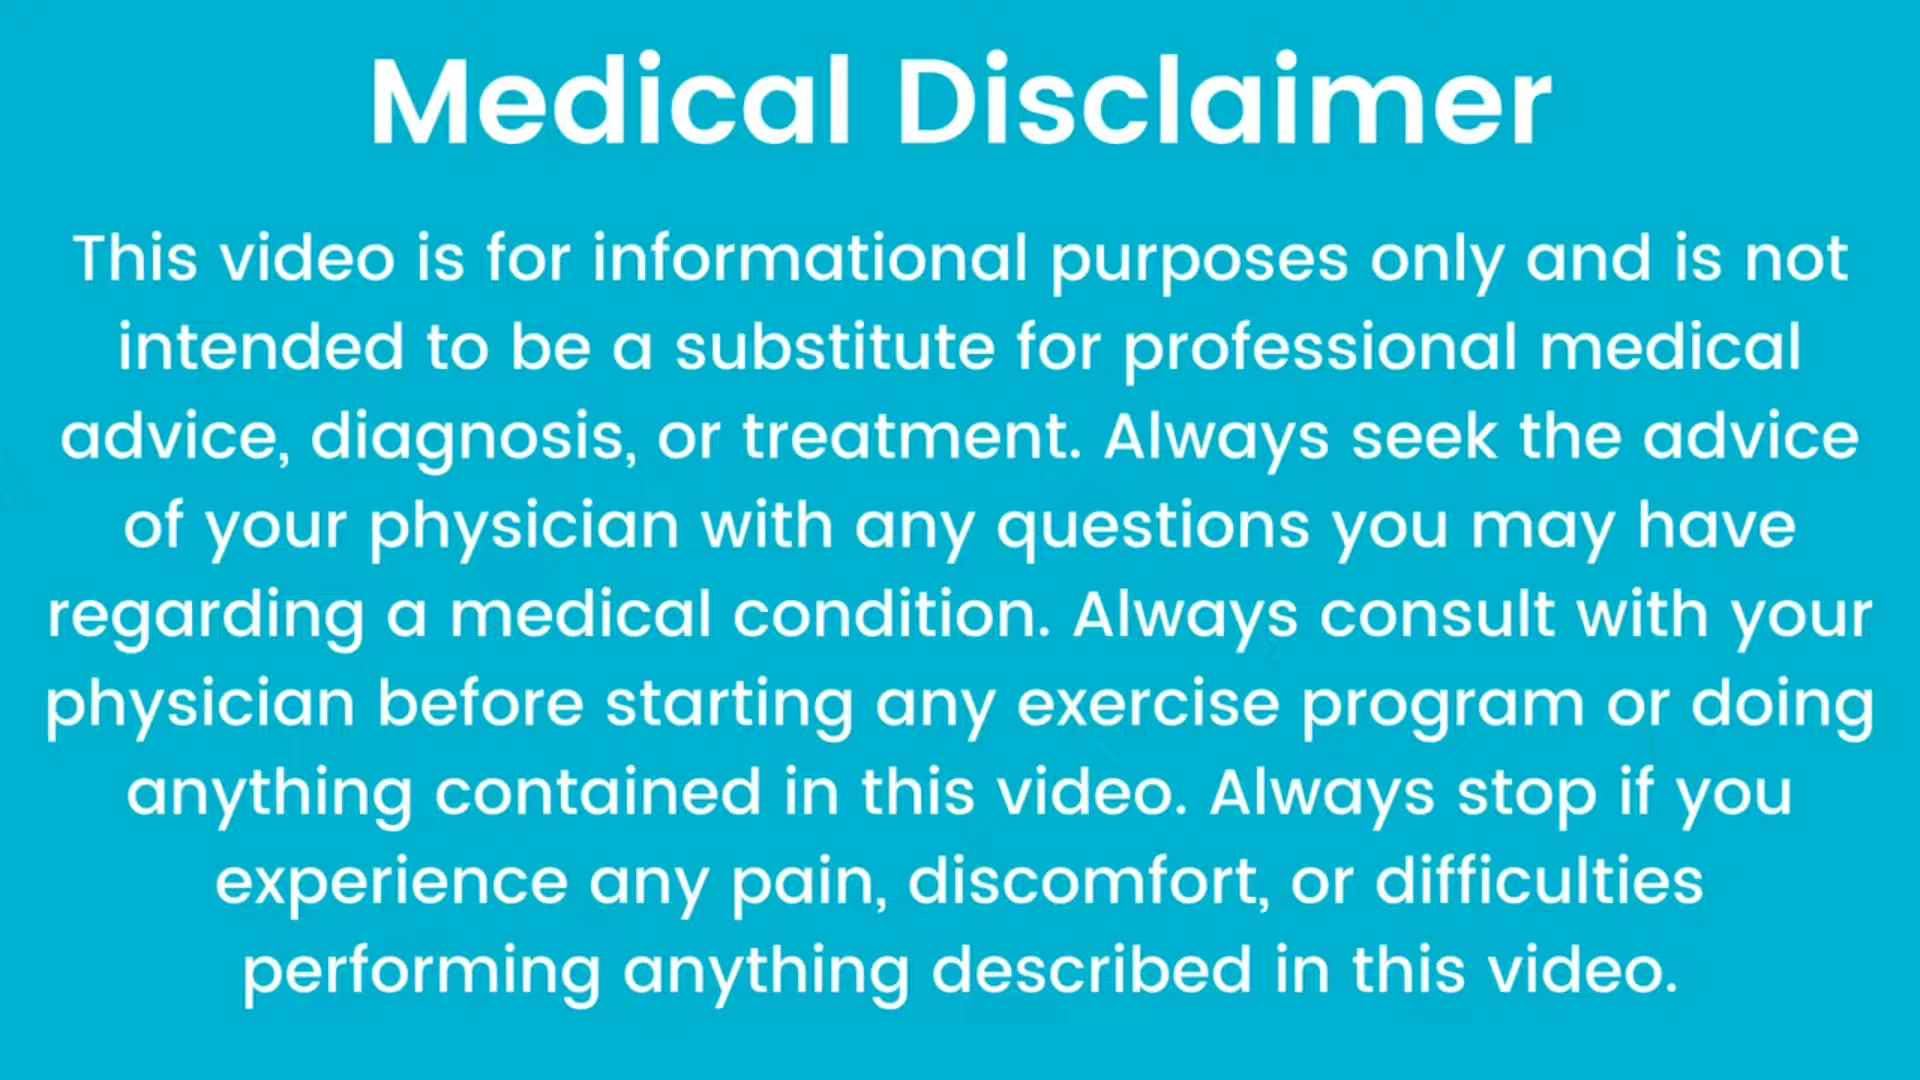 Medical Disclaimer
This video is for informational purposes only and is not
intended to be a substitute for professional medical
advice, diagnosis, or treatment. Always seek the advice
of your physician with any questions you may have
regarding a medical condition. Always consult with your
physician before starting any exercise program or doing
anything contained in this video. Always stop if you
experience any pain, discomfort, or difficulties
performing anything described in this video.